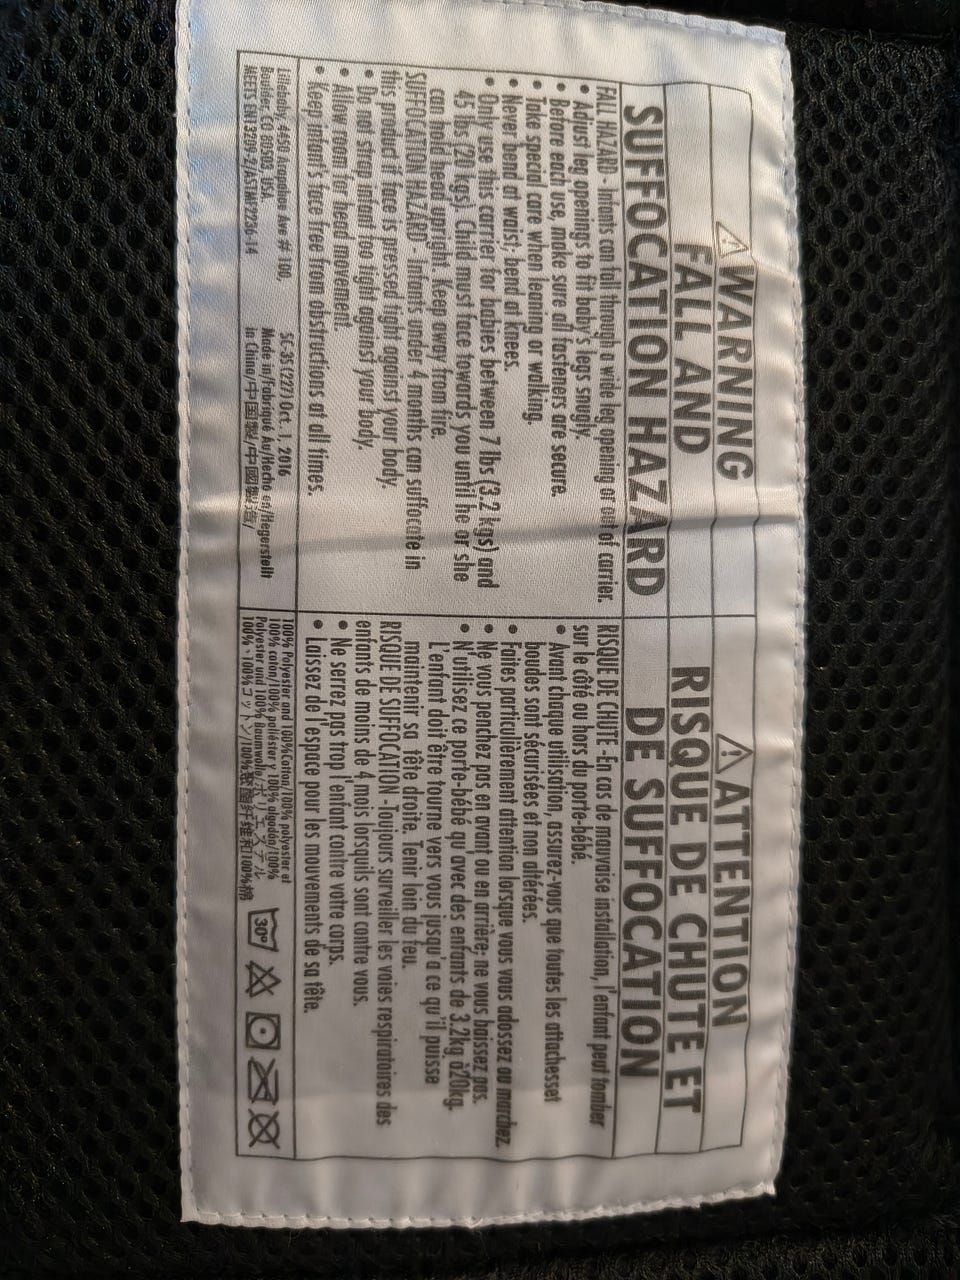 ⚠ WARNING
FALL AND
SUFFOCATION HAZARD
FALL HAZARD - Infants can fall through a wide leg opening or out of carrier.
• Adjust leg openings to fit baby's legs snugly.
• Before each use, make sure all fasteners are secure.
• Take special care when leaning or walking.
• Never bend at waist; bend at knees.
• Only use this carrier for babies between 7 lbs (3.2 kgs) and
45 lbs (20 kgs). Child must face towards you until he or she
can hold head upright. Keep away from fire.
SUFFOCATION HAZARD - Infants under 4 months can suffocate in
this product if face is pressed tight against your body.
• Do not strap infant too tight against your body.
• Allow room for head movement.
• Keep infant's face free from obstructions at all times.
Lillebaby, 4450 Arapahoe Ave # 100,
Boulder, CO 80503, USA.
MEETS EN13209-2/ASTM F2236-14
SC-3S (227) Oct. 1, 2016
Made in/Fabriqué Au/Hecho en/Hegerstellt
in China/中国製/中國製造/
⚠ ATTENTION
RISQUE DE CHUTE ET
DE SUFFOCATION
RISQUE DE CHUTE -En cas de mauvaise installation, l'enfant peut tomber
sur le côté ou hors du porte-bébé.
• Avant chaque utilisation, assurez-vous que toutes les attachesset
boucles sont sécurisées et non altérées.
• Faites particulièrement attention lorsque vous vous adossez ou marchez.
• Ne vous penchez pas en avant ou en arrière; ne vous baissez pas.
• N'utilisez ce porte-bébé qu'avec des enfants de 3.2kg à20kg.
L'enfant doit être tourne vers vous jusqu'a ce qu'il puisse
maintenir sa tête droite. Tenir loin du feu.
RISQUE DE SUFFOCATION -Toujours surveiller les voies respiratoires des
enfants de moins de 4 mois lorsquils sont contre vous.
• Ne serrez pas trop l'enfant contre votre corps.
• Laissez de l'espace pour les mouvements de sa tête.
100% Polyester and 100%Cotton/100% polyester et
100% coton/100% poliéster y 100% algodón/100%
Polyester und 100% Baumwolle/ポリエステル
100%、100%コットン/100%聚酯纤维和100%棉
30°